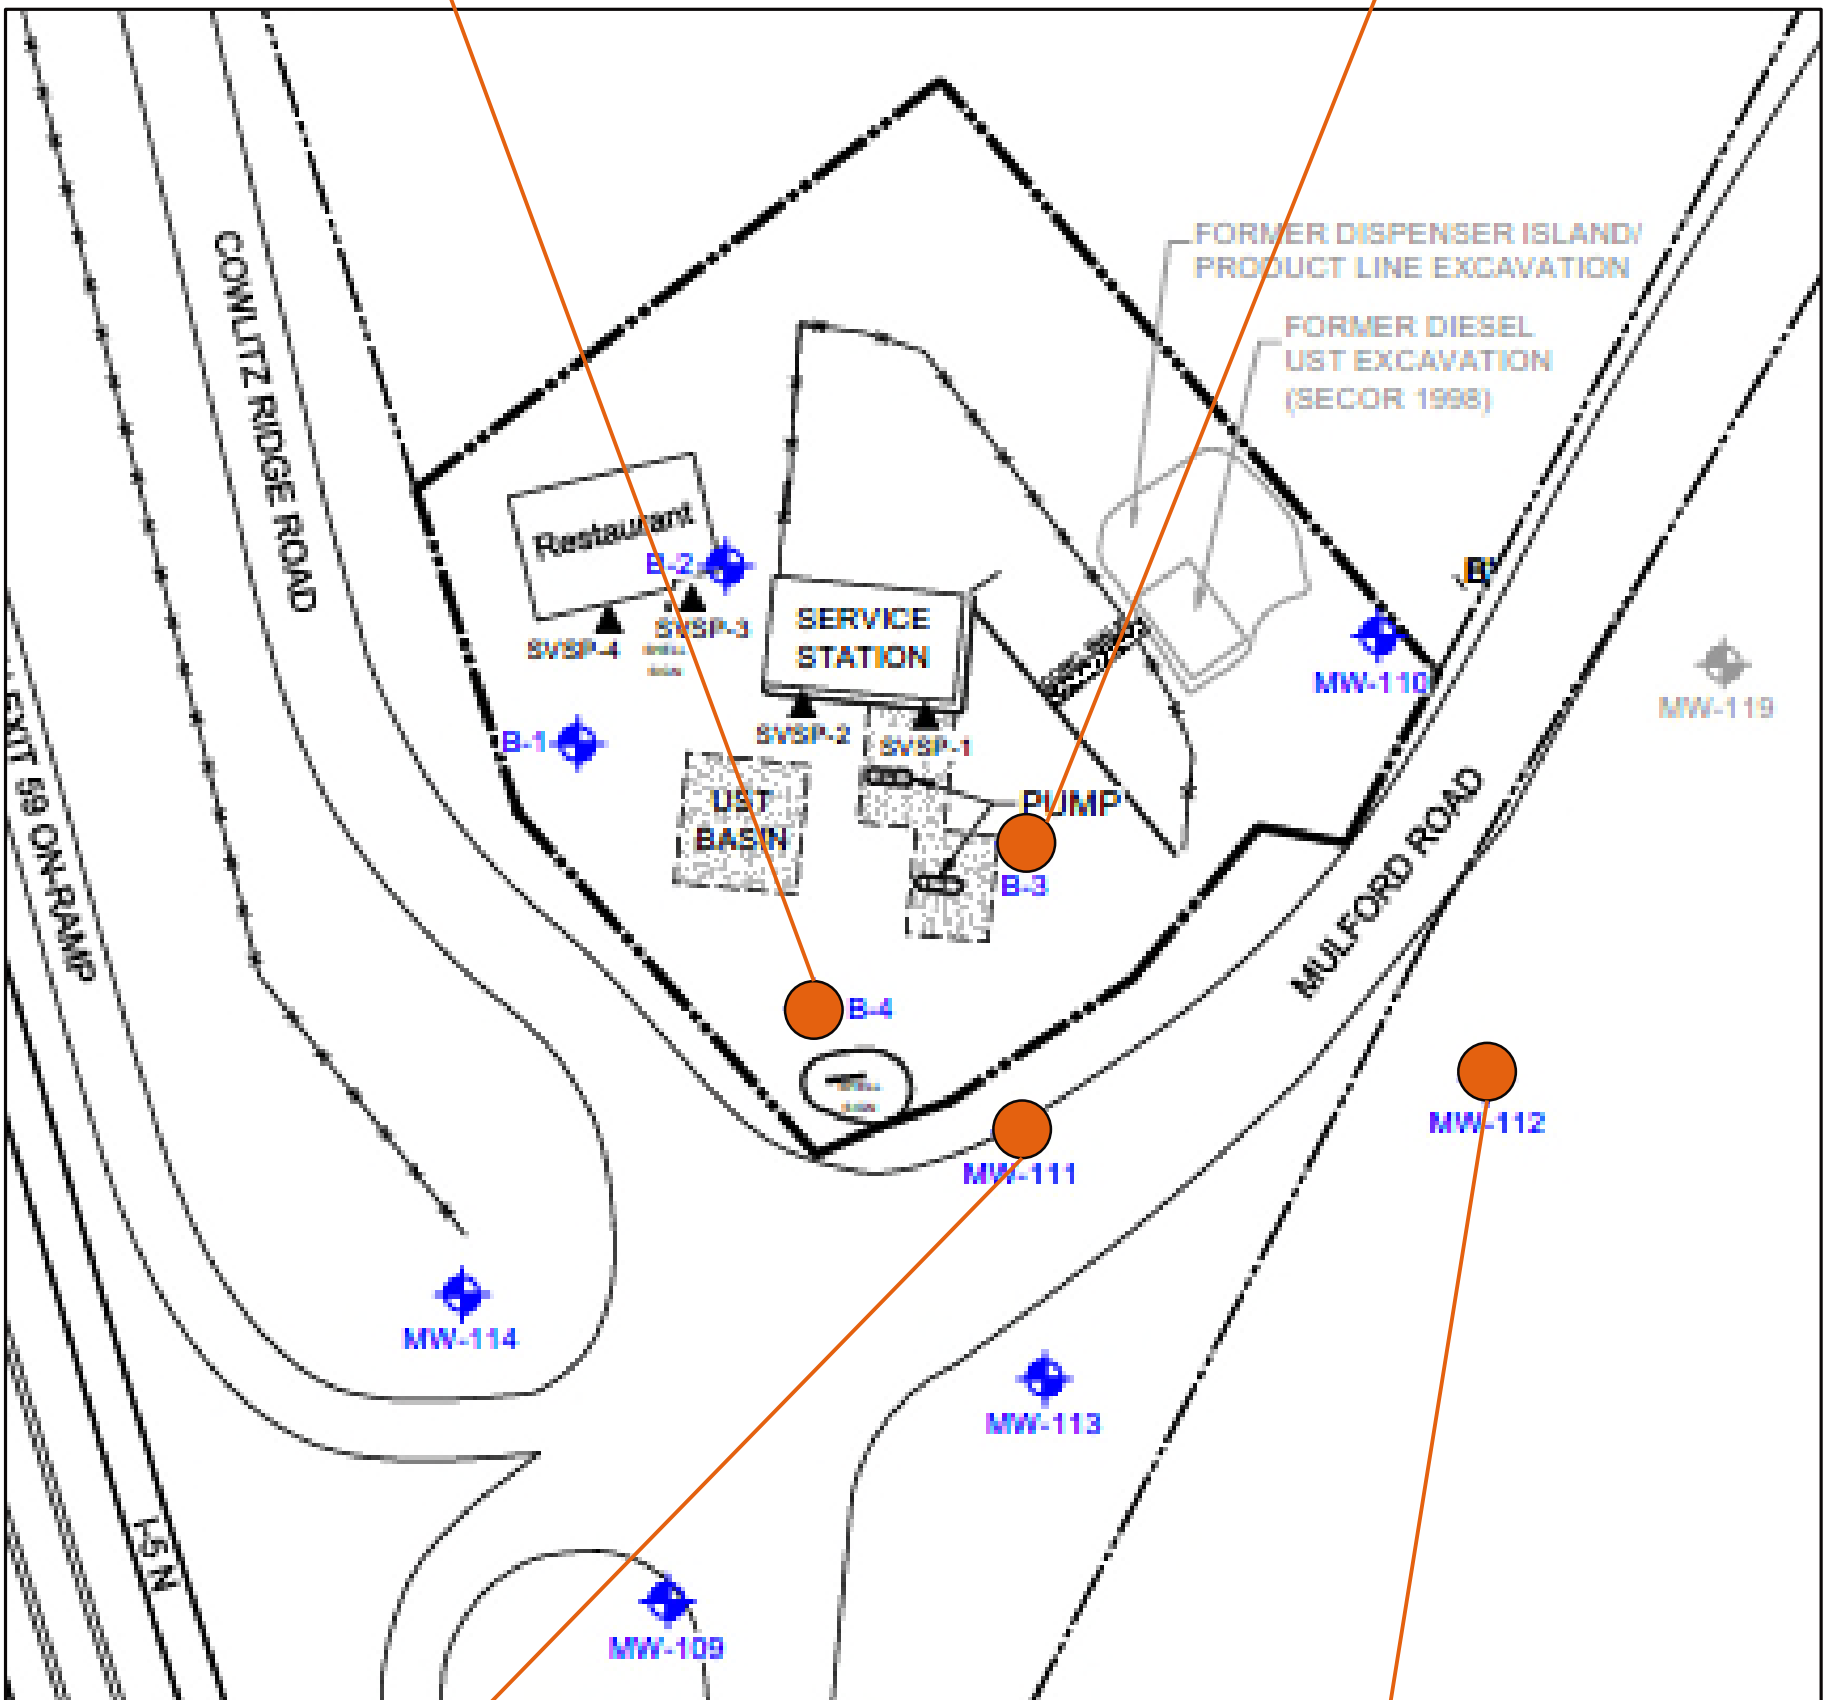 FORMER DISPENSER ISLAND/
PRODUCT LINE EXCAVATION
FORMER DIESEL
UST EXCAVATION
(SECOR 1998)
COWLITZ RIDGE ROAD
Restaurant
B-2
B'
SERVICE
STATION
SVSP-3
SVSP-4
MW-110
MW-119
SVSP-2
SVSP-1
B-1
EXIT 59 ON-RAMP
UST
BASIN
PUMP
B-3
MULFORD ROAD
B-4
MW-112
MW-111
MW-114
MW-113
I-5 N
MW-109